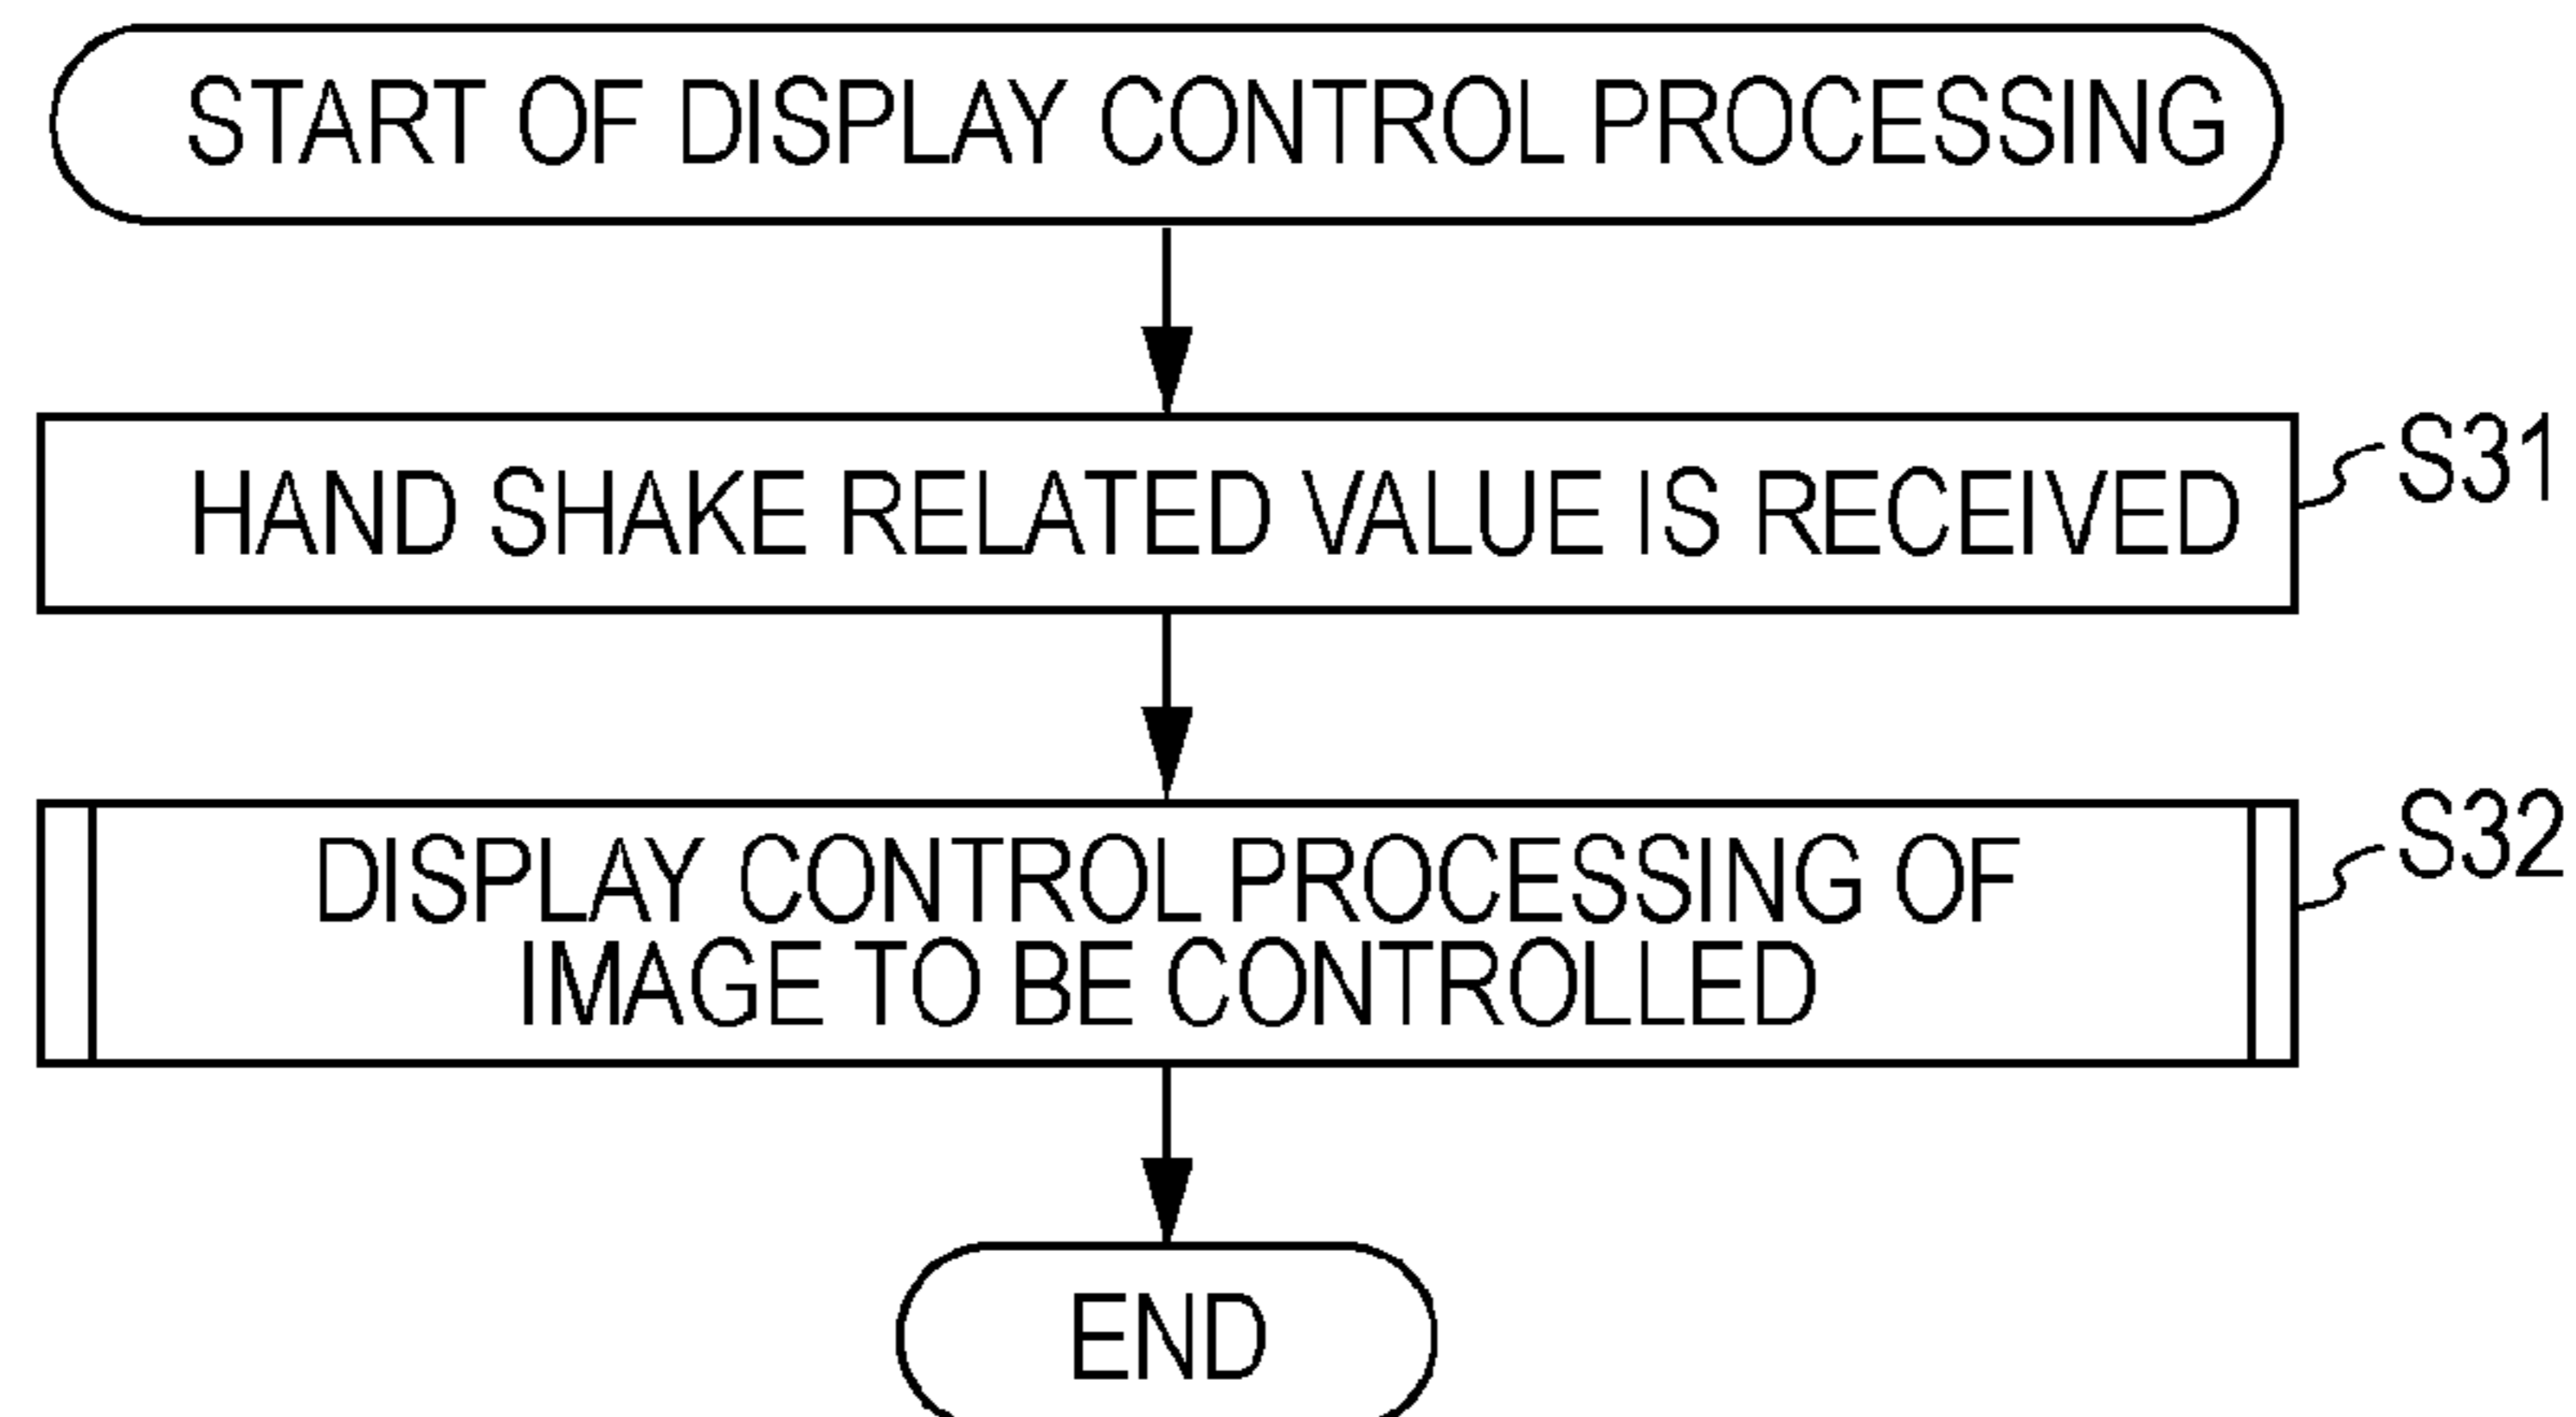 START OF DISPLAY CONTROL PROCESSING
HAND SHAKE RELATED VALUE IS RECEIVED
S31
DISPLAY CONTROL PROCESSING OF
IMAGE TO BE CONTROLLED
S32
END